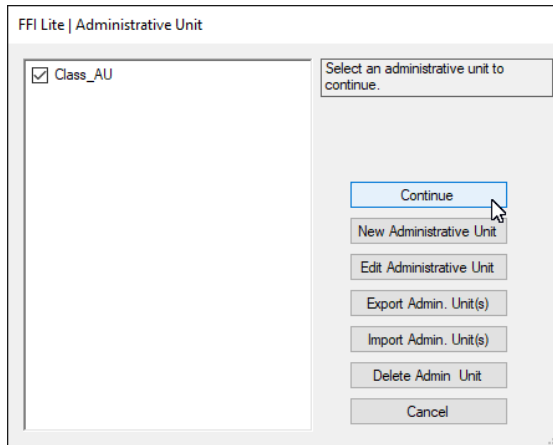 FFI Lite | Administrative Unit
Class_AU
Select an administrative unit to
continue.
Continue
New Administrative Unit
Edit Administrative Unit
Export Admin. Unit(s)
Import Admin. Unit(s)
Delete Admin  Unit
Cancel